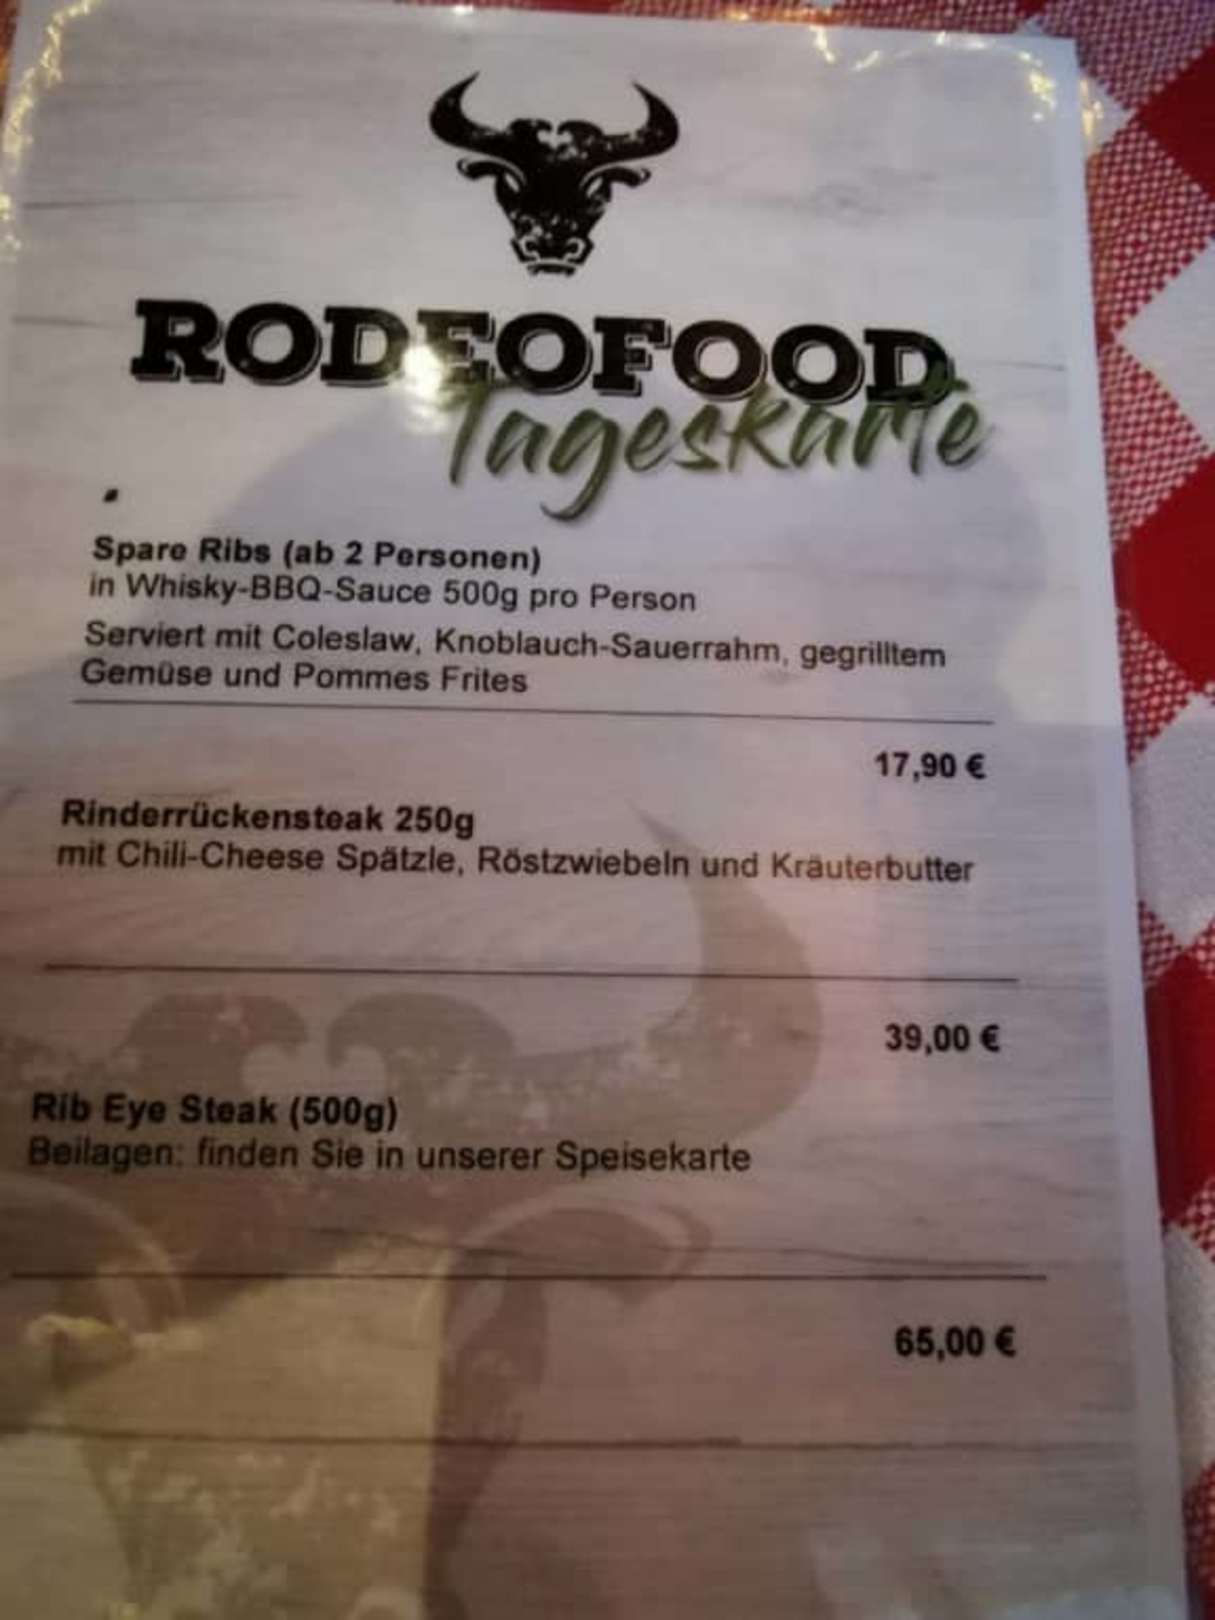 RODEOFOOD
Tageskarte
Spare Ribs (ab 2 Personen)
in Whisky-BBQ-Sauce 500g pro Person
Serviert mit Coleslaw, Knoblauch-Sauerrahm, gegrilltem
Gemüse und Pommes Frites
17,90 €
Rinderrückensteak 250g
mit Chili-Cheese Spätzle, Röstzwiebeln und Kräuterbutter
39,00 €
Rib Eye Steak (500g)
Beilagen: finden Sie in unserer Speisekarte
65,00 €